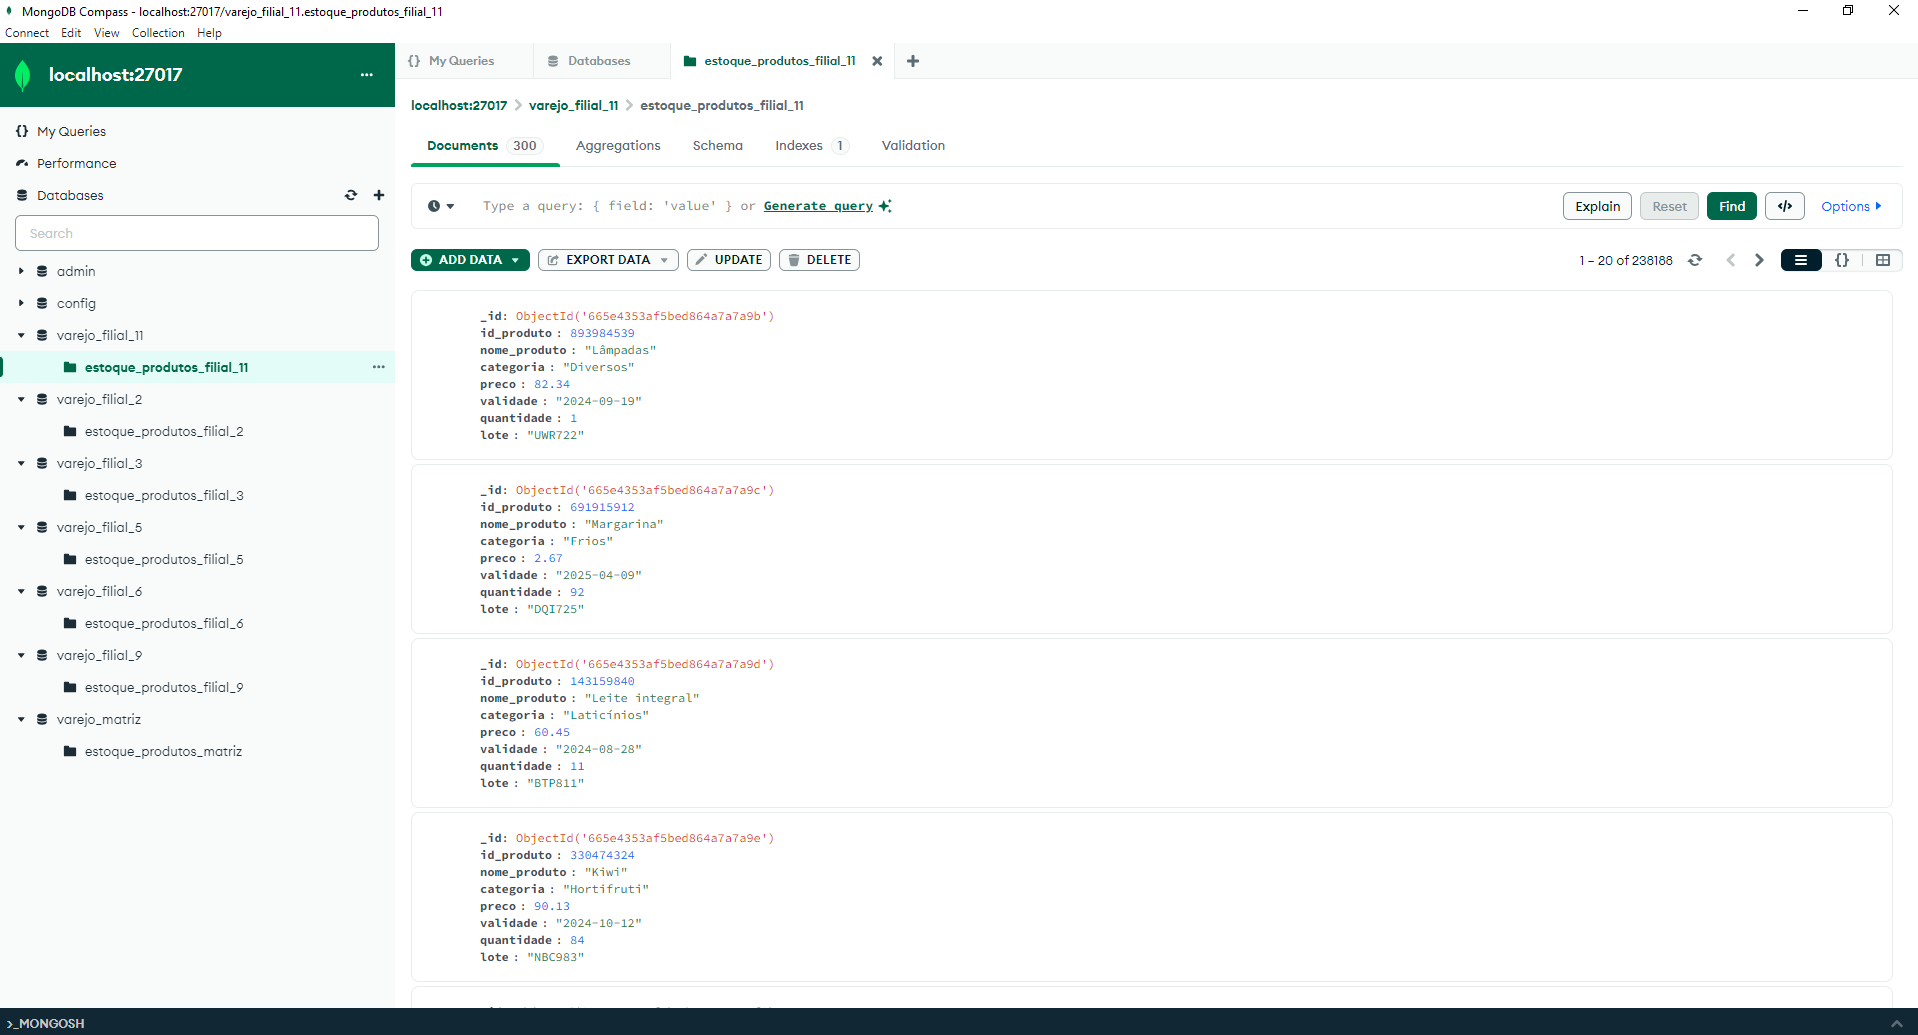 MongoDB Compass - localhost:27017/varejo_filial_11.estoque_produtos_filial_11
Connect Edit View Collection Help
localhost:27017
My Queries
Performance
Databases
Search
admin
config
varejo_filial_11
estoque_produtos_filial_11
varejo_filial_2
estoque_produtos_filial_2
varejo_filial_3
estoque_produtos_filial_3
varejo_filial_5
estoque_produtos_filial_5
varejo_filial_6
estoque_produtos_filial_6
varejo_filial_9
estoque_produtos_filial_9
varejo_matriz
estoque_produtos_matriz
{} My Queries Databases estoque_produtos_filial_11
localhost:27017 > varejo_filial_11 > estoque_produtos_filial_11
Documents 300 Aggregations Schema Indexes 1 Validation
Type a query: { field: 'value' } or Generate query
Explain Reset Find </> Options
ADD DATA EXPORT DATA UPDATE DELETE
1 – 20 of 238188
_id: ObjectId('665e4353af5bed864a7a7a9b')
id_produto : 893984539
nome_produto : "Lâmpadas"
categoria : "Diversos"
preco : 82.34
validade : "2024-09-19"
quantidade : 1
lote : "UWR722"
_id: ObjectId('665e4353af5bed864a7a7a9c')
id_produto : 691915912
nome_produto : "Margarina"
categoria : "Frios"
preco : 2.67
validade : "2025-04-09"
quantidade : 92
lote : "DQI725"
_id: ObjectId('665e4353af5bed864a7a7a9d')
id_produto : 143159840
nome_produto : "Leite integral"
categoria : "Laticínios"
preco : 60.45
validade : "2024-08-28"
quantidade : 11
lote : "BTP811"
_id: ObjectId('665e4353af5bed864a7a7a9e')
id_produto : 330474324
nome_produto : "Kiwi"
categoria : "Hortifruti"
preco : 90.13
validade : "2024-10-12"
quantidade : 84
lote : "NBC983"
>_MONGOSH